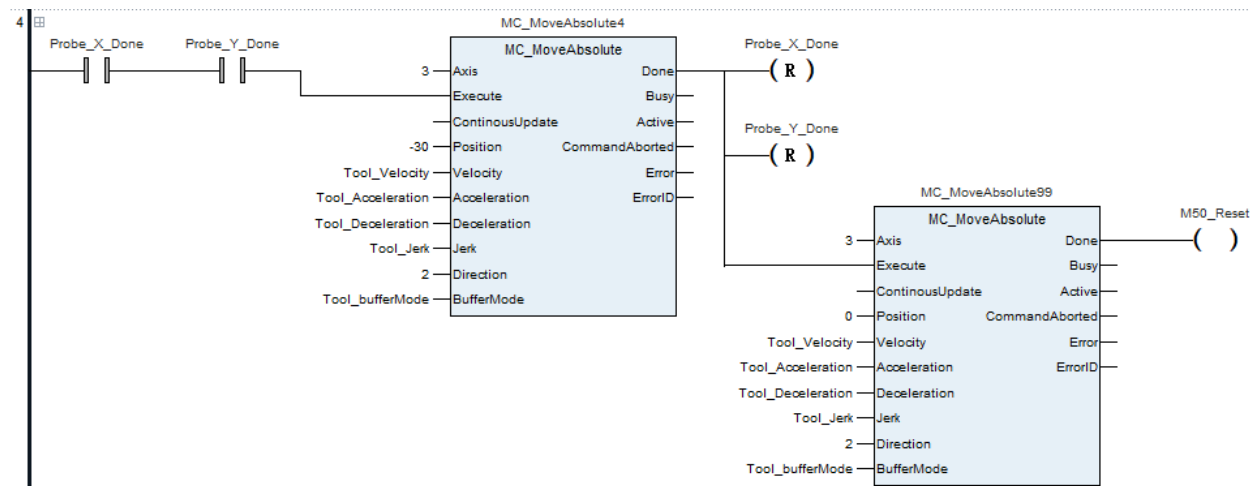 4
MC_MoveAbsolute4
Probe_X_Done
Probe_Y_Done
MC_MoveAbsolute
Probe_X_Done
3
Axis
Done
( R )
Execute
Busy
ContinousUpdate
Active
Probe_Y_Done
-30
Position
CommandAborted
( R )
Tool_Velocity
Velocity
Error
Tool_Acceleration
Acceleration
ErrorID
MC_MoveAbsolute99
Tool_Deceleration
Deceleration
MC_MoveAbsolute
M50_Reset
Tool_Jerk
Jerk
3
Axis
Done
( )
2
Direction
Execute
Busy
Tool_bufferMode
BufferMode
ContinousUpdate
Active
0
Position
CommandAborted
Tool_Velocity
Velocity
Error
Tool_Acceleration
Acceleration
ErrorID
Tool_Deceleration
Deceleration
Tool_Jerk
Jerk
2
Direction
Tool_bufferMode
BufferMode